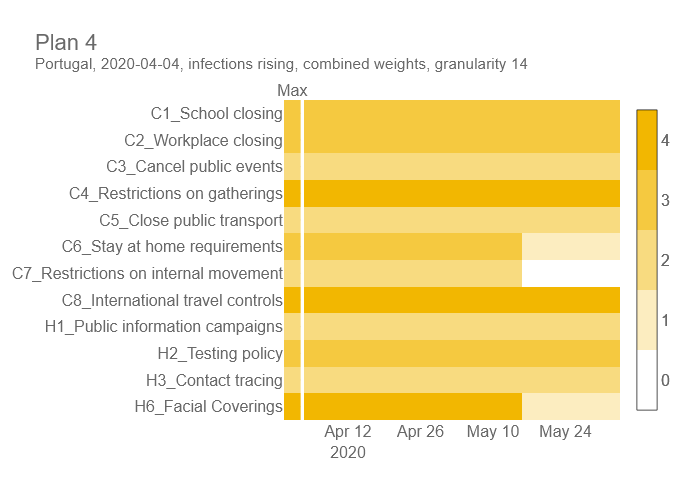 Plan 4
Portugal, 2020-04-04, infections rising, combined weights, granularity 14
Max
C1_School closing
C2_Workplace closing
C3_Cancel public events
C4_Restrictions on gatherings
C5_Close public transport
C6_Stay at home requirements
C7_Restrictions on internal movement
C8_International travel controls
H1_Public information campaigns
H2_Testing policy
H3_Contact tracing
H6_Facial Coverings
Apr 12 Apr 26 May 10 May 24
2020
4
3
2
1
0